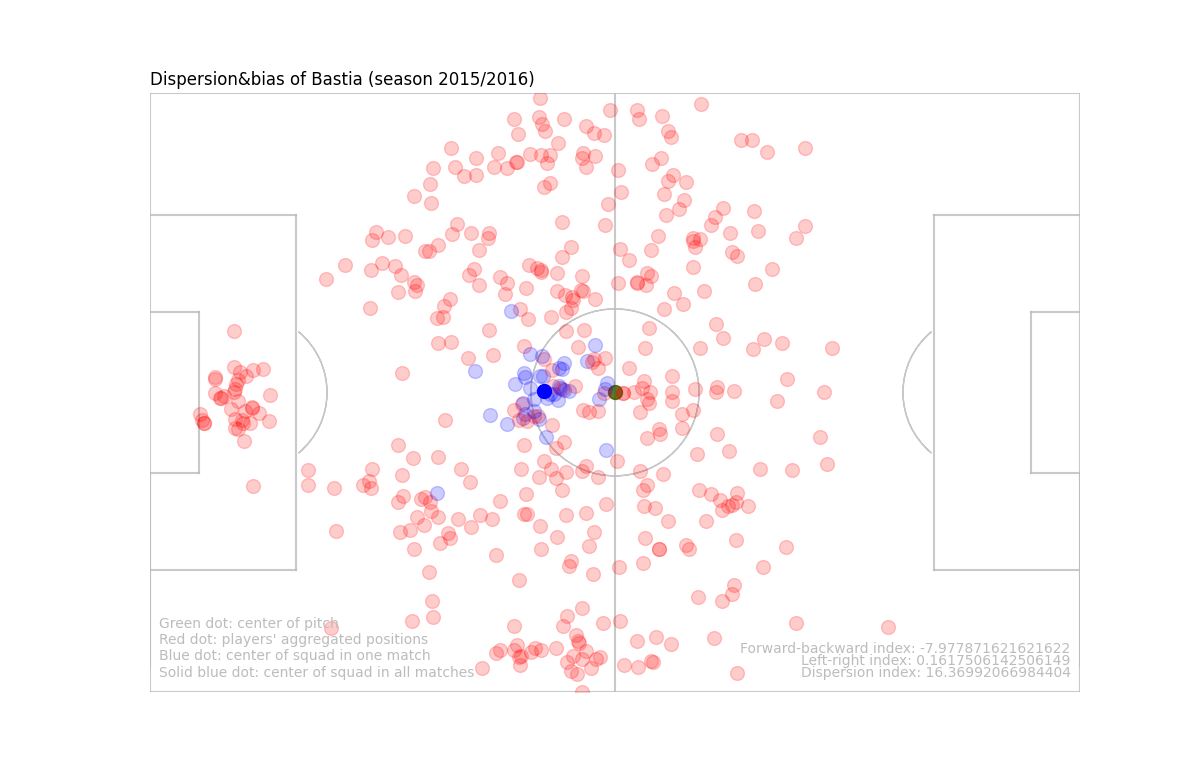 Dispersion&bias of Bastia (season 2015/2016)
Green dot: center of pitch
Red dot: players' aggregated positions
Blue dot: center of squad in one match
Solid blue dot: center of squad in all matches
Forward-backward index: -7.977871621621622
Left-right index: 0.1617506142506149
Dispersion index: 16.36992066984404